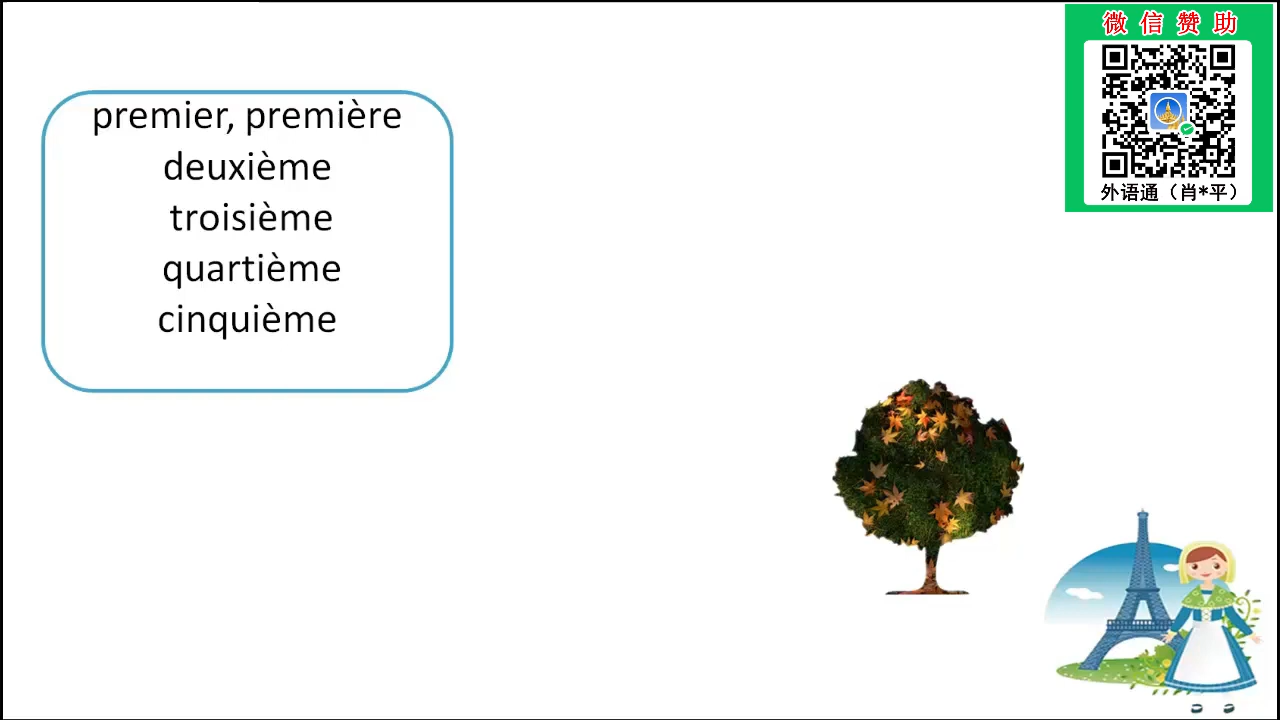 微信赞助
外语通（肖*平）
premier, première
deuxième
troisième
quartième
cinquième